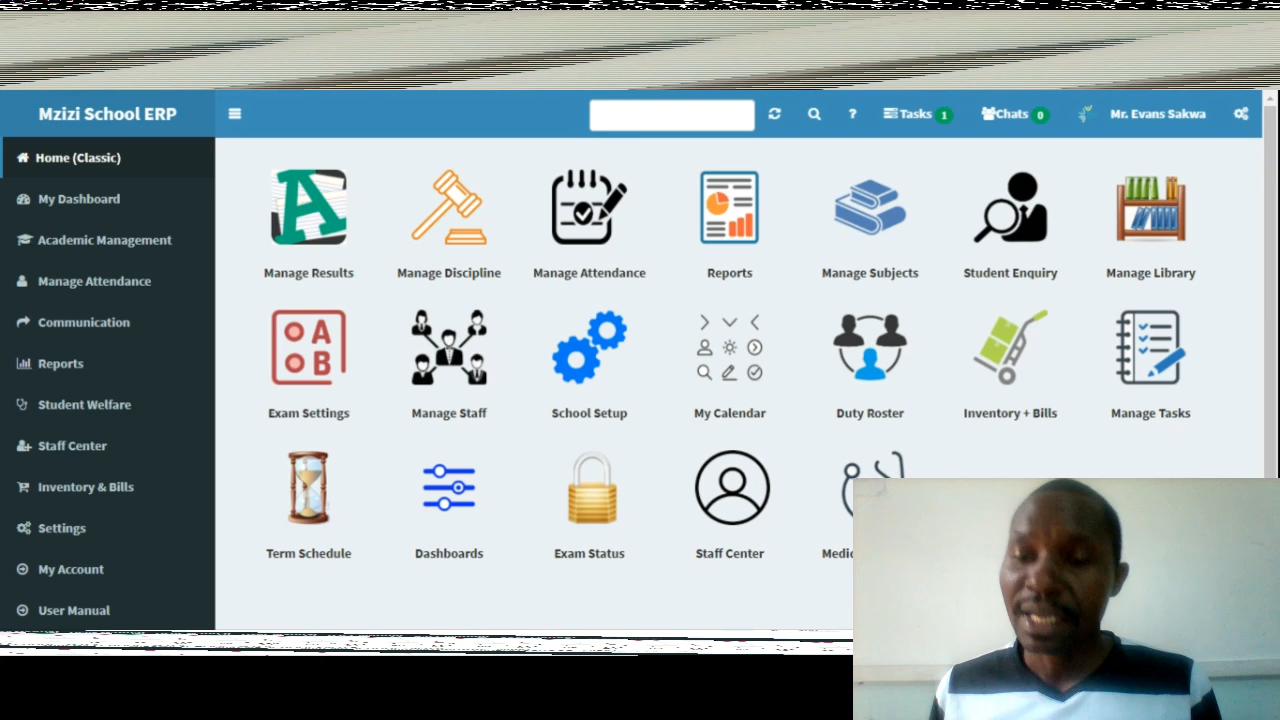 Mzizi School ERP
? Tasks 1 Chats 0 Mr. Evans Sakwa
Home (Classic)
My Dashboard
Academic Management
Manage Attendance
Communication
Reports
Student Welfare
Staff Center
Inventory & Bills
Settings
My Account
User Manual
Manage Results
Manage Discipline
Manage Attendance
Reports
Manage Subjects
Student Enquiry
Manage Library
A B
Exam Settings
Manage Staff
School Setup
My Calendar
Duty Roster
Inventory + Bills
Manage Tasks
Term Schedule
Dashboards
Exam Status
Staff Center